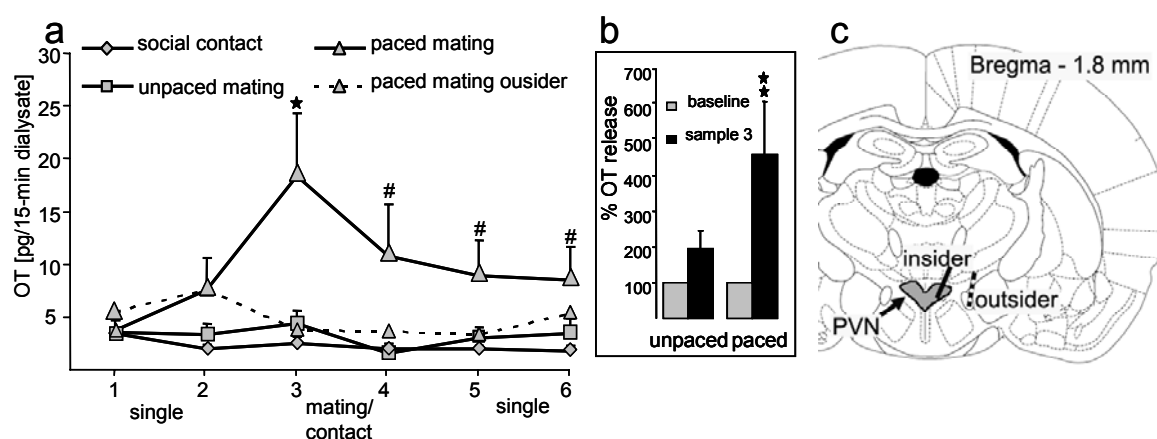 a
30
25
20
15
10
5
OT [pg/15-min dialysate]
social contact
paced mating
unpaced mating
paced mating ousider
★
#
#
#
1
2
3
4
5
6
single
mating/
contact
single
b
700
600
500
400
300
200
100
% OT release
baseline
sample 3
★
★
unpaced
paced
c
Bregma - 1.8 mm
insider
outsider
PVN